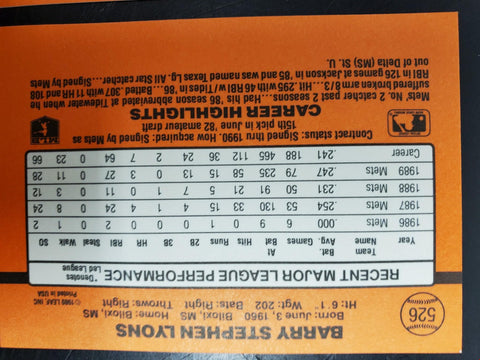 526
BARRY STEPHEN LYONS
Born: June 3, 1960 Biloxi, MS Home: Biloxi, MS
Ht: 6' 1" Wgt: 202 Bats: Right Throws: Right
© 1989 LEAF, INC.
Printed in USA
RECENT MAJOR LEAGUE PERFORMANCE
*Denotes
Led League
Year Team Name Bat. Avg. Games At Bat Runs Hits 2B 3B HR RBI Steal Walk SO
1986 Mets .000 6 9 1 0 0 0 0 2 0 1 2
1987 Mets .254 53 130 15 33 4 1 4 24 0 8 24
1988 Mets .231 50 91 5 21 7 1 0 11 0 3 12
1989 Mets .247 79 235 15 58 13 0 3 27 0 11 28
Career .241 188 465 36 112 24 2 7 64 0 23 66
Contract status: Signed thru 1990. How acquired: Signed by Mets as
15th pick in June '82 amateur draft
CAREER HIGHLIGHTS
Mets No. 2 catcher past 2 seasons...Had his '86 season abbreviated at Tidewater when he
suffered broken arm 8/3...Hit .295 with 46 RBI w/Tides in '86...Batted .307 with 11 HR and 108
RBI in 126 games at Jackson in '85 and was named Texas Lg. All Star catcher...Signed by Mets
out of Delta (MS) St. U.